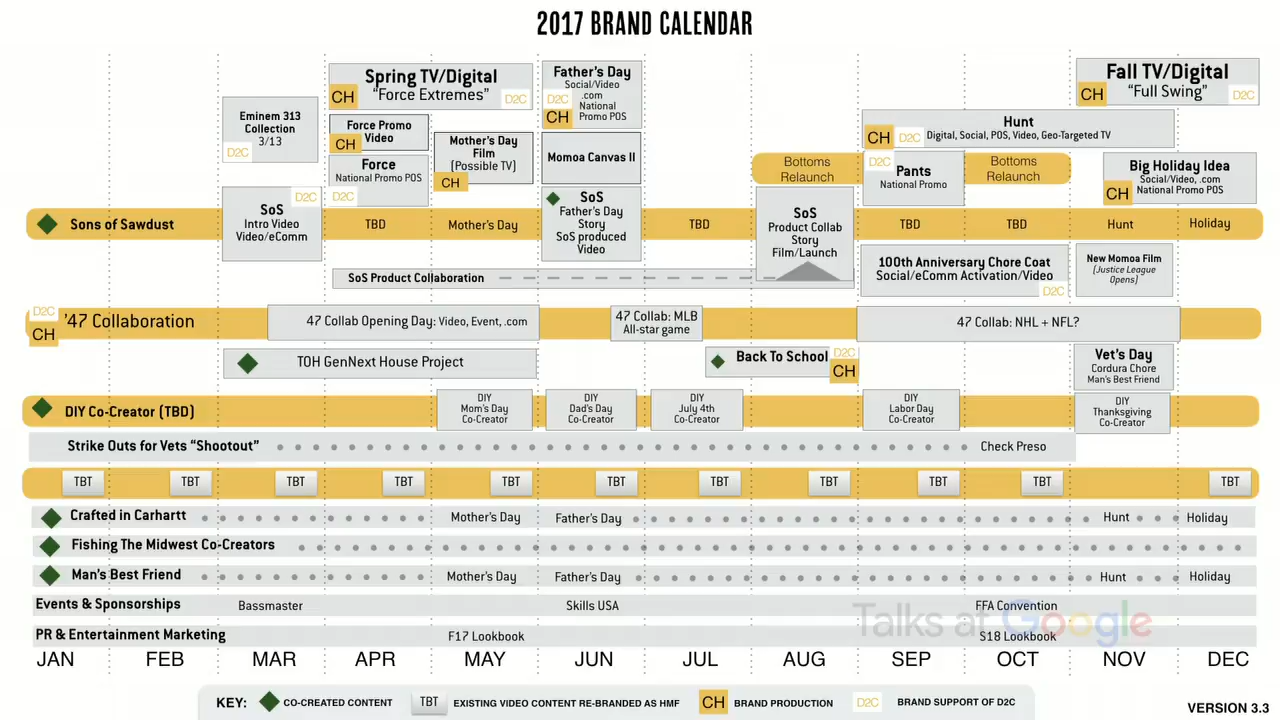 2017 BRAND CALENDAR
Spring TV/Digital
"Force Extremes"
CH
D2C
Father's Day
Social/Video
.com
National
Promo POS
D2C
CH
Fall TV/Digital
"Full Swing"
CH
D2C
Eminem 313
Collection
3/13
D2C
Force Promo
Video
CH
Mother's Day
Film
(Possible TV)
CH
Momoa Canvas II
Hunt
Digital, Social, POS, Video, Geo-Targeted TV
CH
D2C
Force
National Promo POS
D2C
Bottoms
Relaunch
D2C
Pants
National Promo
Bottoms
Relaunch
Big Holiday Idea
Social/Video, .com
National Promo POS
CH
Sons of Sawdust
D2C
SoS
Intro Video
Video/eComm
TBD
Mother's Day
SoS
Father's Day
Story
SoS produced
Video
TBD
SoS
Product Collab
Story
Film/Launch
TBD
TBD
Hunt
Holiday
SoS Product Collaboration
100th Anniversary Chore Coat
Social/eComm Activation/Video
D2C
New Momoa Film
(Justice League
Opens)
D2C
CH
'47 Collaboration
47 Collab Opening Day: Video, Event, .com
47 Collab: MLB
All-star game
47 Collab: NHL + NFL?
TOH GenNext House Project
Back To School
D2C
CH
Vet's Day
Cordura Chore
Man's Best Friend
DIY Co-Creator (TBD)
DIY
Mom's Day
Co-Creator
DIY
Dad's Day
Co-Creator
DIY
July 4th
Co-Creator
DIY
Labor Day
Co-Creator
DIY
Thanksgiving
Co-Creator
Strike Outs for Vets "Shootout"
Check Preso
TBT TBT TBT TBT TBT TBT TBT TBT TBT TBT TBT
Crafted in Carhartt Mother's Day Father's Day Hunt Holiday
Fishing The Midwest Co-Creators
Man's Best Friend Mother's Day Father's Day Hunt Holiday
Events & Sponsorships Bassmaster Skills USA FFA Convention
Talks at Google
PR & Entertainment Marketing F17 Lookbook S18 Lookbook
JAN FEB MAR APR MAY JUN JUL AUG SEP OCT NOV DEC
KEY: CO-CREATED CONTENT TBT EXISTING VIDEO CONTENT RE-BRANDED AS HMF CH BRAND PRODUCTION D2C BRAND SUPPORT OF D2C
VERSION 3.3